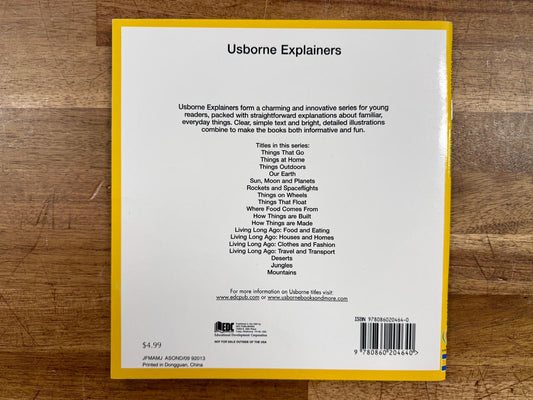 Usborne Explainers
Usborne Explainers form a charming and innovative series for young
readers, packed with straightforward explanations about familiar,
everyday things. Clear, simple text and bright, detailed illustrations
combine to make the books both informative and fun.
Titles in this series:
Things That Go
Things at Home
Things Outdoors
Our Earth
Sun, Moon and Planets
Rockets and Spaceflights
Things on Wheels
Things That Float
Where Food Comes From
How Things are Built
How Things are Made
Living Long Ago: Food and Eating
Living Long Ago: Houses and Homes
Living Long Ago: Clothes and Fashion
Living Long Ago: Travel and Transport
Deserts
Jungles
Mountains
For more information on Usborne titles visit:
www.edcpub.com or www.usbornebooksandmore.com
EDC
Educational Development Corporation
NOT FOR SALE OUTSIDE OF THE USA
ISBN 9780860204640-0
9 780860 204640
$4.99
JFMAMJ ASOND/09 92013
Printed in Dongguan, China